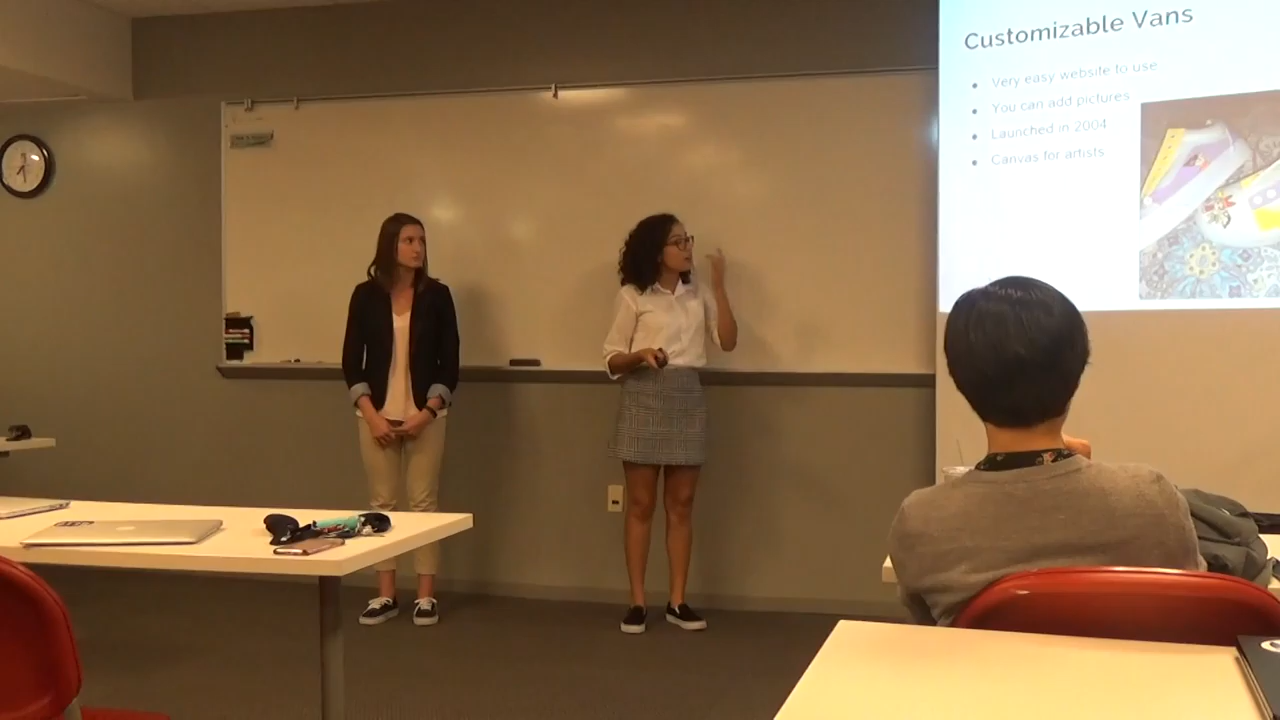 Customizable Vans
• Very easy website to use
• You can add pictures
• Launched in 2004
• Canvas for artists